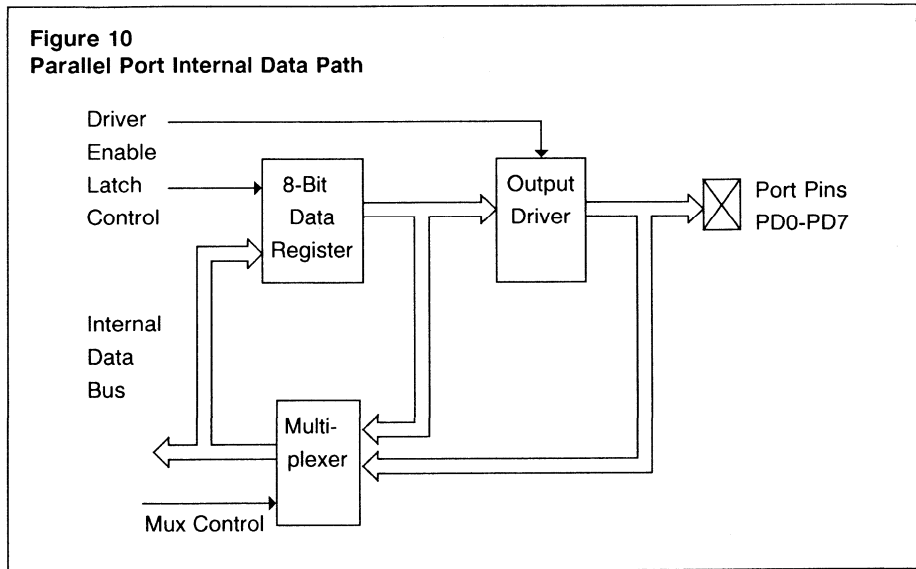 Figure 10
Parallel Port Internal Data Path
Driver
Enable
Latch
Control
8-Bit
Data
Register
Output
Driver
Port Pins
PD0-PD7
Internal
Data
Bus
Multi-
plexer
Mux Control